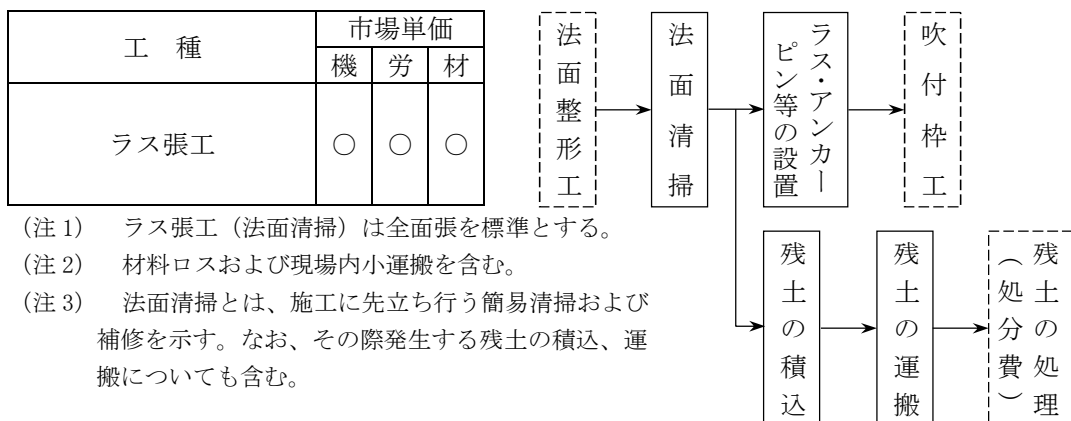 工種
市場単価
機 労 材
ラス張工 ○ ○ ○
(注1) ラス張工(法面清掃)は全面張を標準とする。
(注2) 材料ロスおよび現場内小運搬を含む。
(注3) 法面清掃とは、施工に先立ち行う簡易清掃および
補修を示す。なお、その際発生する残土の積込、運
搬についても含む。
法面整形工
法面清掃
ラス・アンカー
ピン等の設置
吹付枠工
残土の積込
残土の運搬
残土の処理
(処分費)